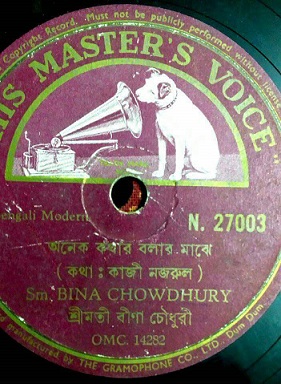 Copyright Record. Must not be publicly performed without licence
HIS MASTER'S VOICE"
engali Modern
N. 27003
অনেক কথার বলার মাঝে
( কথা : কাজী নজরুল )
Sm. BINA CHOWDHURY
শ্রীমতী বীণা চৌধুরী
OMC. 14282
manufactured by THE GRAMOPHONE CO. LTD. Dum Dum